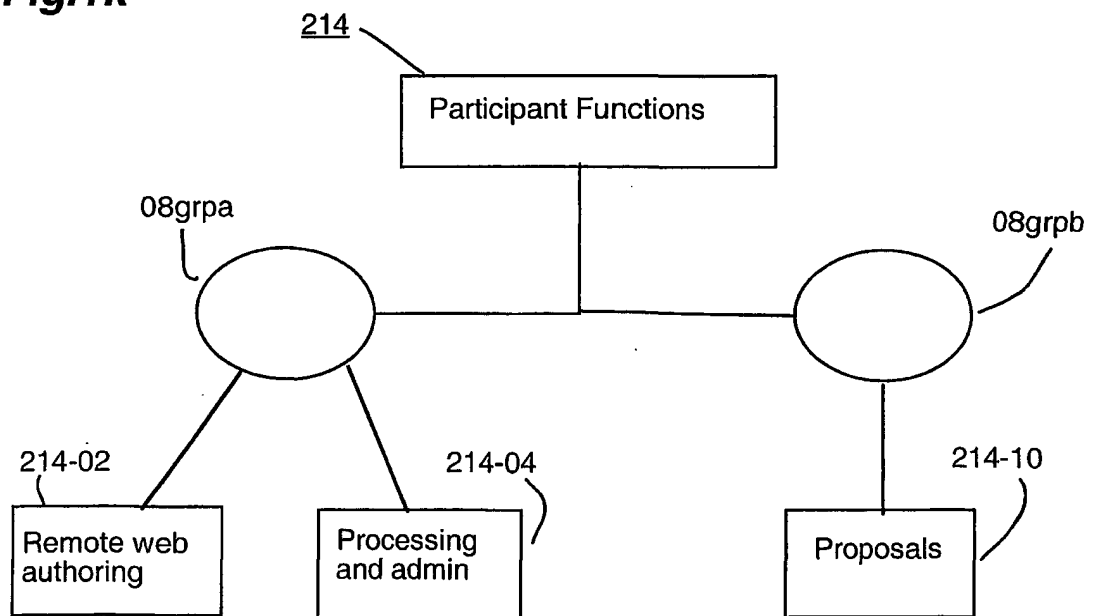 214
Participant Functions
08grpa
08grpb
214-02
214-04
214-10
Remote web
authoring
Processing
and admin
Proposals